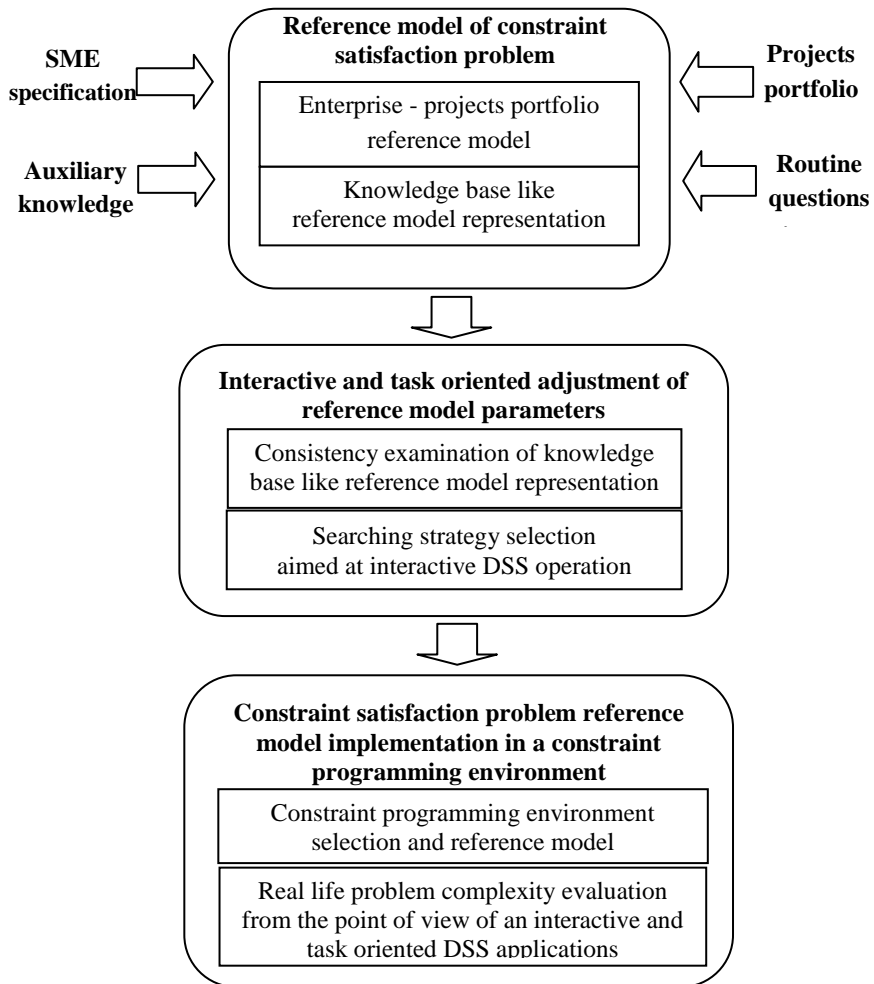 Reference model of constraint
satisfaction problem
SME
specification
Projects
portfolio
Enterprise - projects portfolio
reference model
Auxiliary
knowledge
Routine
questions
Knowledge base like
reference model representation
Interactive and task oriented adjustment of
reference model parameters
Consistency examination of knowledge
base like reference model representation
Searching strategy selection
aimed at interactive DSS operation
Constraint satisfaction problem reference
model implementation in a constraint
programming environment
Constraint programming environment
selection and reference model
Real life problem complexity evaluation
from the point of view of an interactive and
task oriented DSS applications